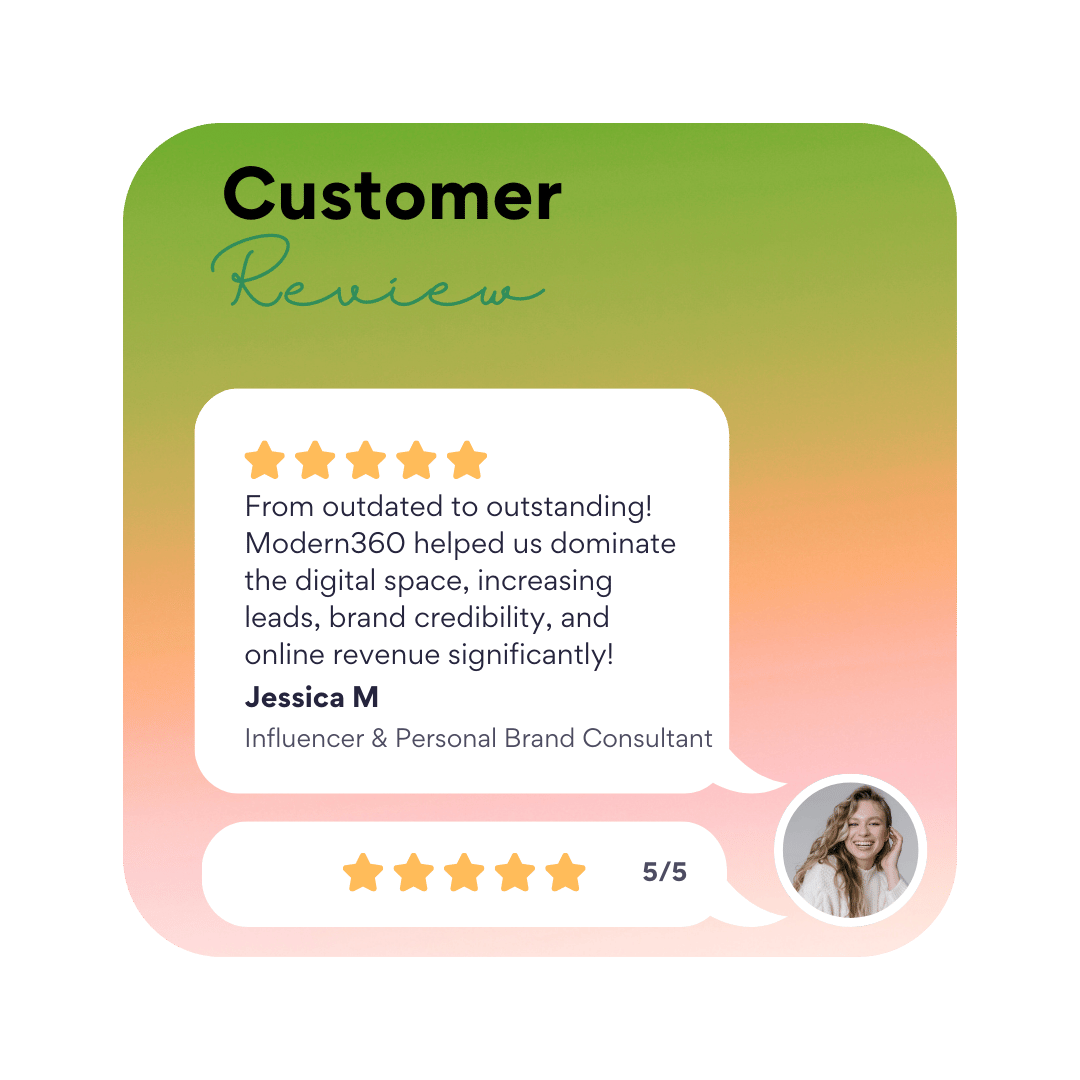 Customer
Review
From outdated to outstanding!
Modern360 helped us dominate
the digital space, increasing
leads, brand credibility, and
online revenue significantly!
Jessica M
Influencer & Personal Brand Consultant
5/5